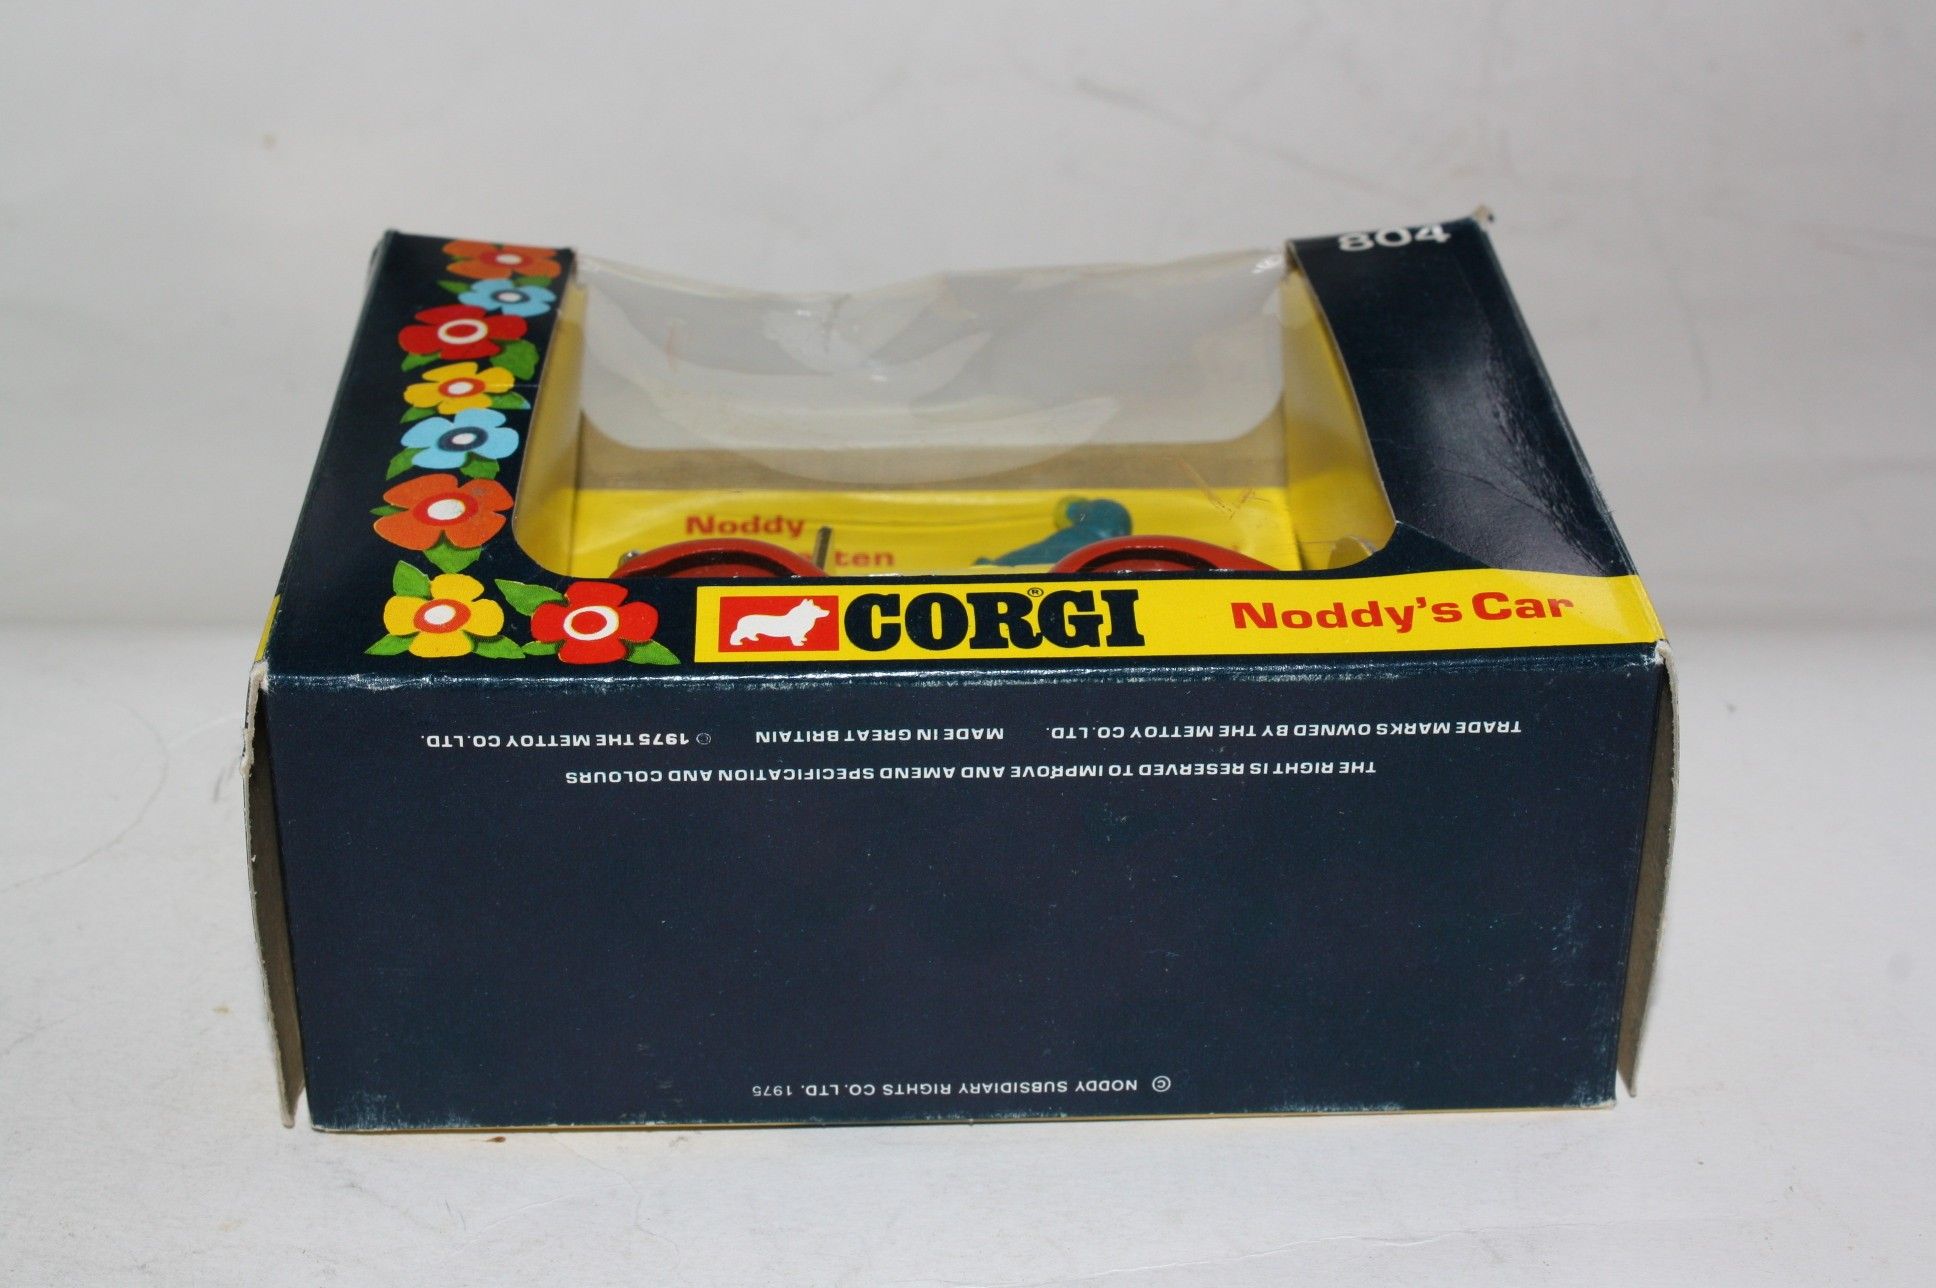 804
Noddy
CORGI® Noddy's Car
TRADE MARKS OWNED BY THE METTOY CO. LTD. MADE IN GREAT BRITAIN © 1975 THE METTOY CO. LTD.
THE RIGHT IS RESERVED TO IMPROVE AND AMEND SPECIFICATION AND COLOURS
© NODDY SUBSIDIARY RIGHTS CO. LTD. 1975